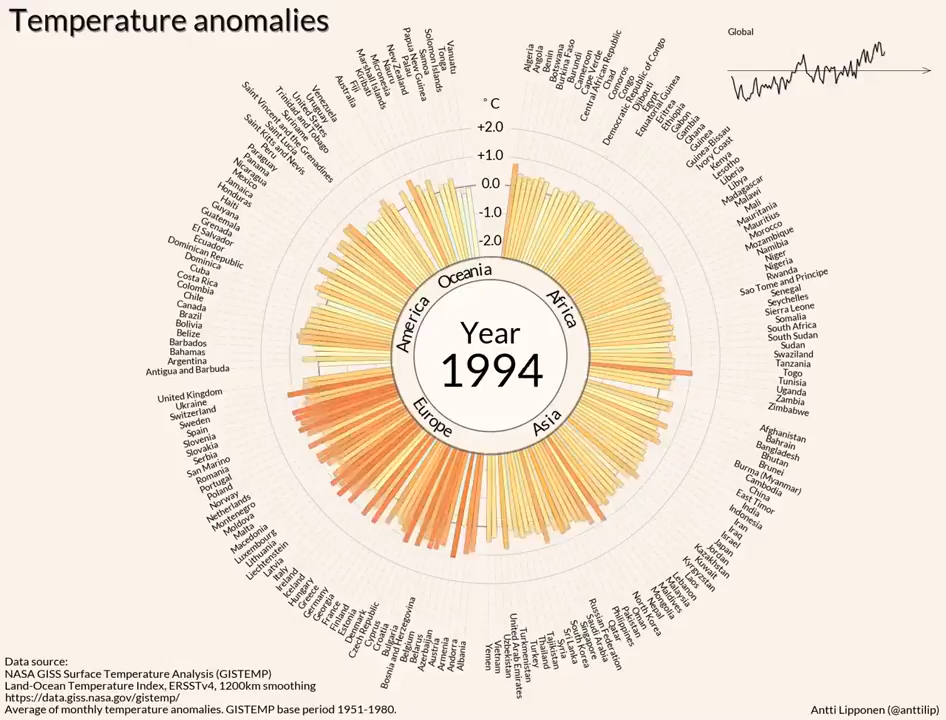 Temperature anomalies
Global
° C
+2.0
+1.0
0.0
-1.0
-2.0
Year
1994
Oceania
Africa
Asia
Europe
America
Algeria
Angola
Benin
Botswana
Burkina Faso
Burundi
Cameroon
Cape Verde
Central African Republic
Chad
Comoros
Congo
Democratic Republic of Congo
Djibouti
Egypt
Equatorial Guinea
Eritrea
Ethiopia
Gabon
Gambia
Ghana
Guinea
Guinea-Bissau
Ivory Coast
Kenya
Lesotho
Liberia
Libya
Madagascar
Malawi
Mali
Mauritania
Mauritius
Morocco
Mozambique
Namibia
Niger
Nigeria
Rwanda
Sao Tome and Principe
Senegal
Seychelles
Sierra Leone
Somalia
South Africa
South Sudan
Sudan
Swaziland
Tanzania
Togo
Tunisia
Uganda
Zambia
Zimbabwe
Afghanistan
Bahrain
Bangladesh
Bhutan
Brunei
Burma (Myanmar)
Cambodia
China
East Timor
India
Indonesia
Iran
Iraq
Israel
Japan
Jordan
Kazakhstan
Kuwait
Kyrgyzstan
Laos
Lebanon
Malaysia
Maldives
Mongolia
Nepal
North Korea
Oman
Pakistan
Philippines
Qatar
Russian Federation
Saudi Arabia
Singapore
South Korea
Sri Lanka
Syria
Tajikistan
Thailand
Turkey
Turkmenistan
United Arab Emirates
Uzbekistan
Vietnam
Yemen
Albania
Andorra
Armenia
Austria
Azerbaijan
Belarus
Belgium
Bosnia and Herzegovina
Bulgaria
Croatia
Cyprus
Czech Republic
Denmark
Estonia
Finland
France
Georgia
Germany
Greece
Hungary
Iceland
Ireland
Italy
Latvia
Liechtenstein
Lithuania
Luxembourg
Macedonia
Malta
Moldova
Montenegro
Netherlands
Norway
Poland
Portugal
Romania
San Marino
Serbia
Slovakia
Slovenia
Spain
Sweden
Switzerland
Ukraine
United Kingdom
Antigua and Barbuda
Argentina
Bahamas
Barbados
Belize
Bolivia
Brazil
Canada
Chile
Colombia
Costa Rica
Cuba
Dominica
Dominican Republic
Ecuador
El Salvador
Grenada
Guatemala
Guyana
Haiti
Honduras
Jamaica
Mexico
Nicaragua
Panama
Paraguay
Peru
Saint Kitts and Nevis
Saint Lucia
Saint Vincent and the Grenadines
Suriname
Trinidad and Tobago
United States
Uruguay
Venezuela
Australia
Fiji
Kiribati
Marshall Islands
Micronesia
Nauru
New Zealand
Palau
Papua New Guinea
Samoa
Solomon Islands
Tonga
Vanuatu
Data source:
NASA GISS Surface Temperature Analysis (GISTEMP)
Land-Ocean Temperature Index, ERSSTv4, 1200km smoothing
https://data.giss.nasa.gov/gistemp/
Average of monthly temperature anomalies. GISTEMP base period 1951-1980.
Antti Lipponen (@anttilip)